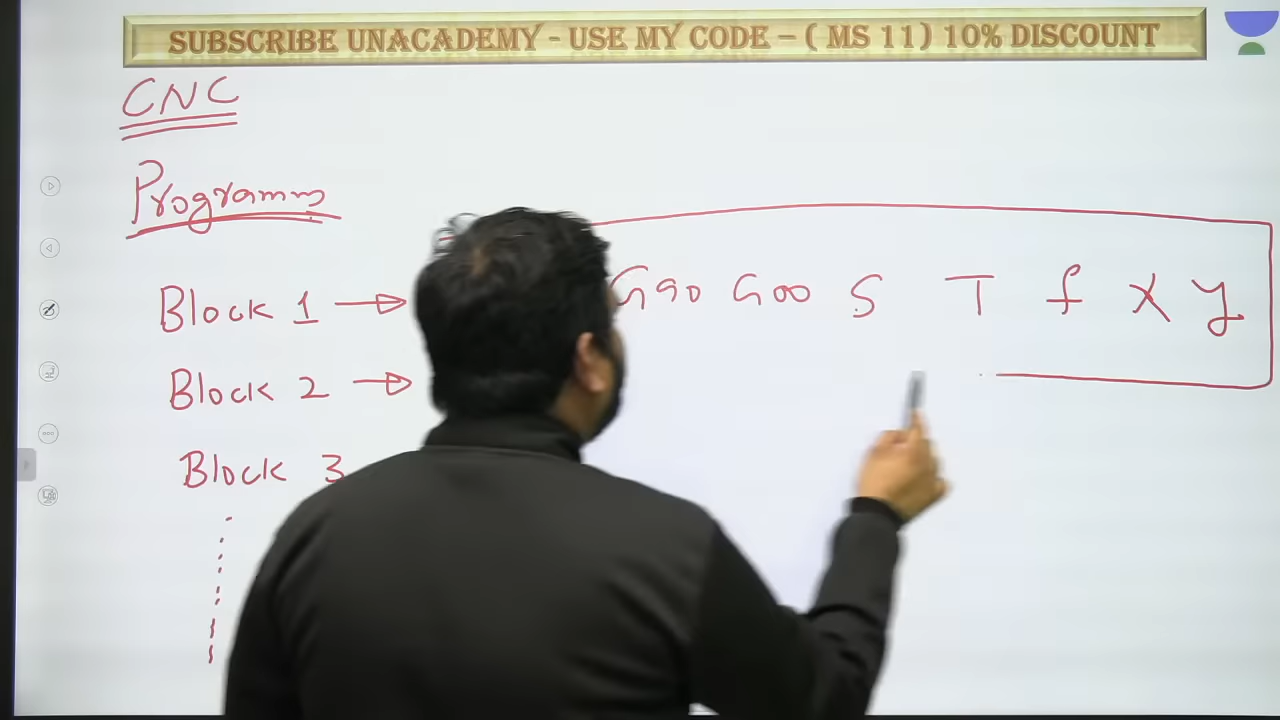 SUBSCRIBE UNACADEMY - USE MY CODE - ( MS 11) 10% DISCOUNT
CNC
Programm
Block 1 → G90 G00 S T f X y
Block 2 →
Block 3